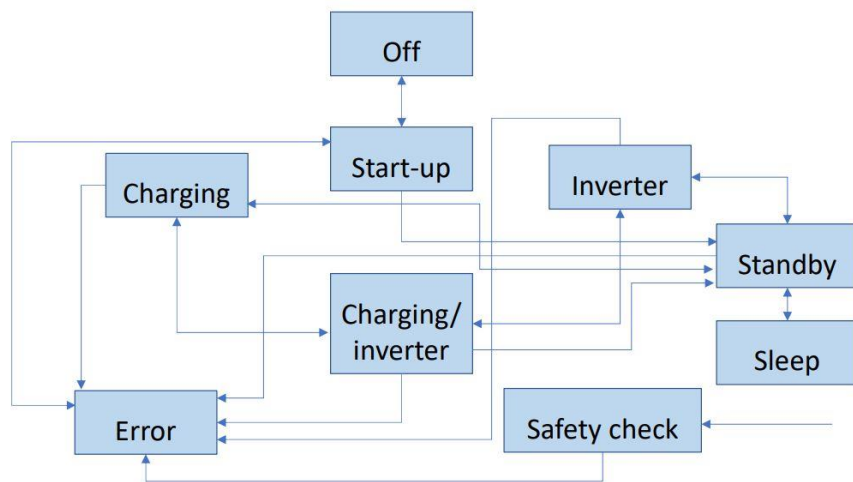 Off
Start-up
Charging
Inverter
Standby
Charging/
inverter
Sleep
Error
Safety check